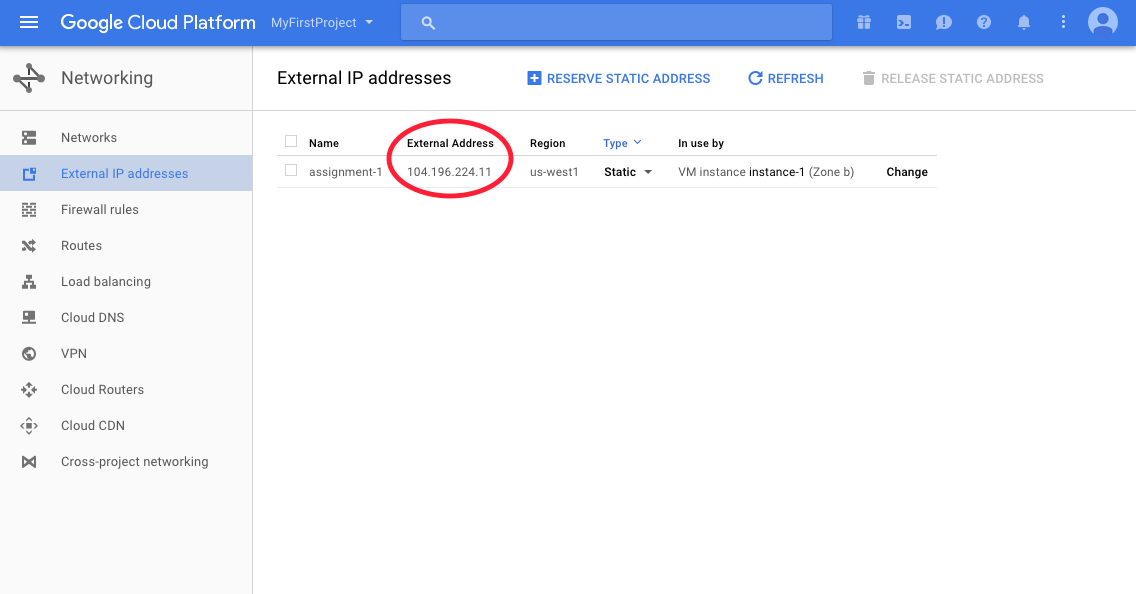 Google Cloud Platform MyFirstProject
Networking
External IP addresses RESERVE STATIC ADDRESS REFRESH RELEASE STATIC ADDRESS
Networks
External IP addresses
Firewall rules
Routes
Load balancing
Cloud DNS
VPN
Cloud Routers
Cloud CDN
Cross-project networking
Name External Address Region Type In use by
assignment-1 104.196.224.11 us-west1 Static VM instance instance-1 (Zone b) Change